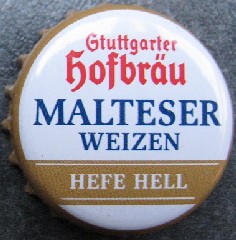 Stuttgarter
Hofbräu
MALTESER
WEIZEN
HEFE HELL